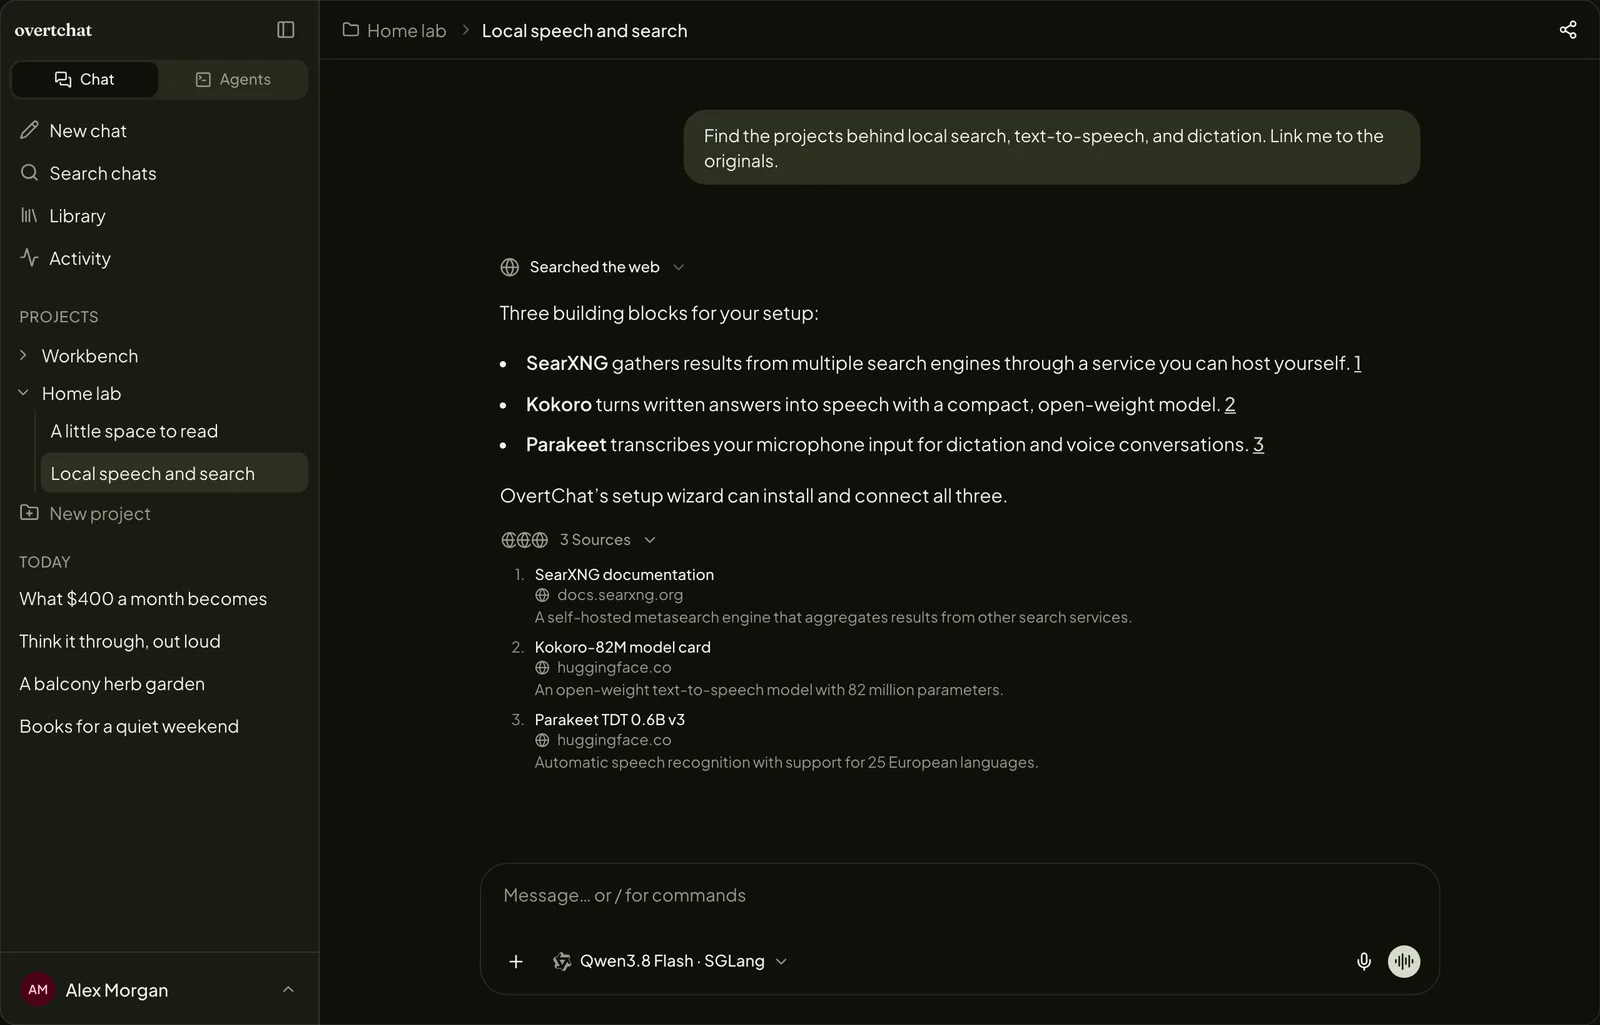 overtchat
Chat
Agents
New chat
Search chats
Library
Activity
PROJECTS
Workbench
Home lab
A little space to read
Local speech and search
New project
TODAY
What $400 a month becomes
Think it through, out loud
A balcony herb garden
Books for a quiet weekend
AM
Alex Morgan
Home lab
Local speech and search
Find the projects behind local search, text-to-speech, and dictation. Link me to the
originals.
Searched the web
Three building blocks for your setup:
• SearXNG gathers results from multiple search engines through a service you can host yourself. 1
• Kokoro turns written answers into speech with a compact, open-weight model. 2
• Parakeet transcribes your microphone input for dictation and voice conversations. 3
OvertChat’s setup wizard can install and connect all three.
3 Sources
1. SearXNG documentation
docs.searxng.org
A self-hosted metasearch engine that aggregates results from other search services.
2. Kokoro-82M model card
huggingface.co
An open-weight text-to-speech model with 82 million parameters.
3. Parakeet TDT 0.6B v3
huggingface.co
Automatic speech recognition with support for 25 European languages.
Message... or / for commands
Qwen3.8 Flash · SGLang